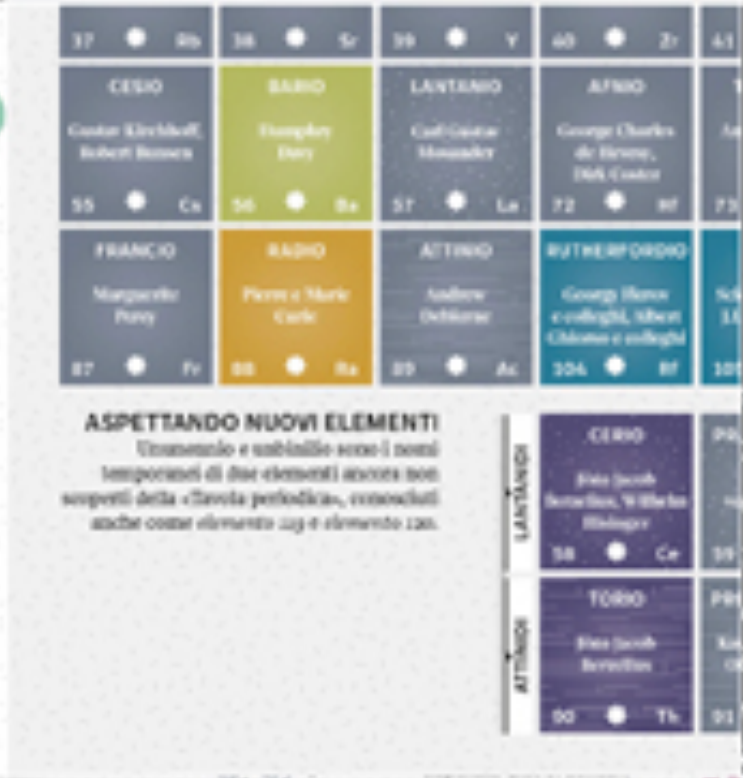 37 Rb 38 Sr 39 Y 40 Zr 41
CESIO BARIO LANTANIO AFNIO T
Gustav Kirchhoff, Humphry Carl Gustav George Charles
Robert Bunsen Davy Mosander de Hevesy,
Dirk Coster
55 Cs 56 Ba 57 La 72 Hf 73
FRANCIO RADIO ATTINIO RUTHERFORDIO
Marguerite Pierre e Marie Andrew Georgy Flerov
Perey Curie Debierne e colleghi, Albert
Ghiorso e colleghi
87 Fr 88 Ra 89 Ac 104 Rf 105
ASPETTANDO NUOVI ELEMENTI
Ununennio e unbinilio sono i nomi
temporanei di due elementi ancora non
scoperti della «Tavola periodica», conosciuti
anche come elemento 119 e elemento 120.
LANTANIDI
CERIO PR
Jöns Jacob
Berzelius, Wilhelm
Hisinger
58 Ce 59
ATTINIDI
TORIO PR
Jöns Jacob
Berzelius
90 Th 91